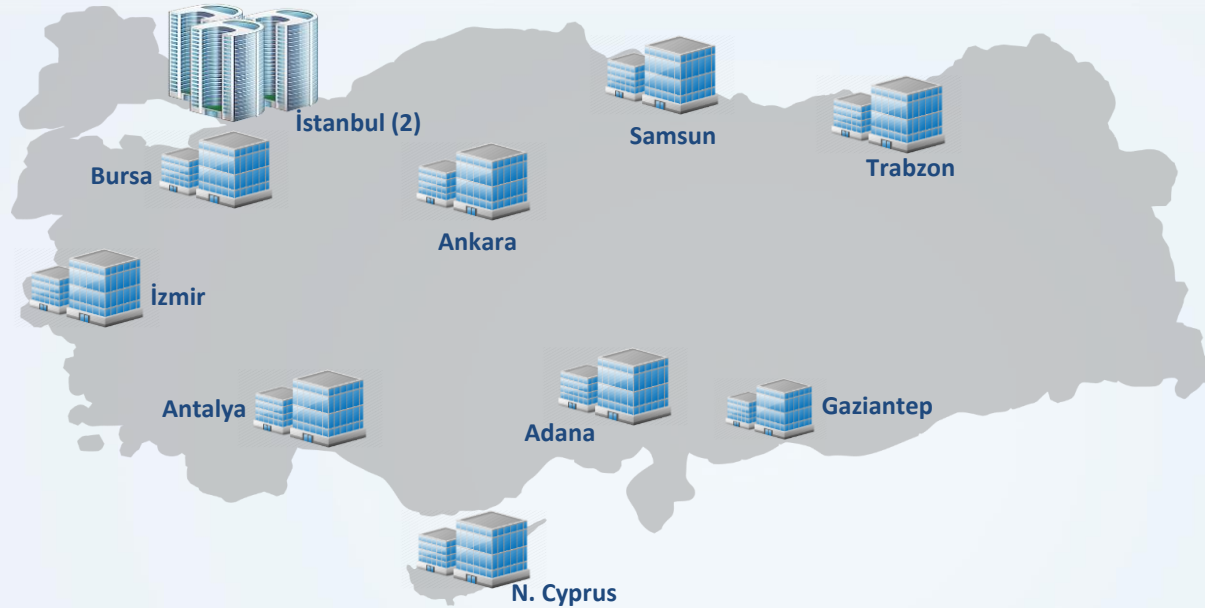 İstanbul (2)
Samsun
Trabzon
Bursa
Ankara
İzmir
Antalya
Adana
Gaziantep
N. Cyprus